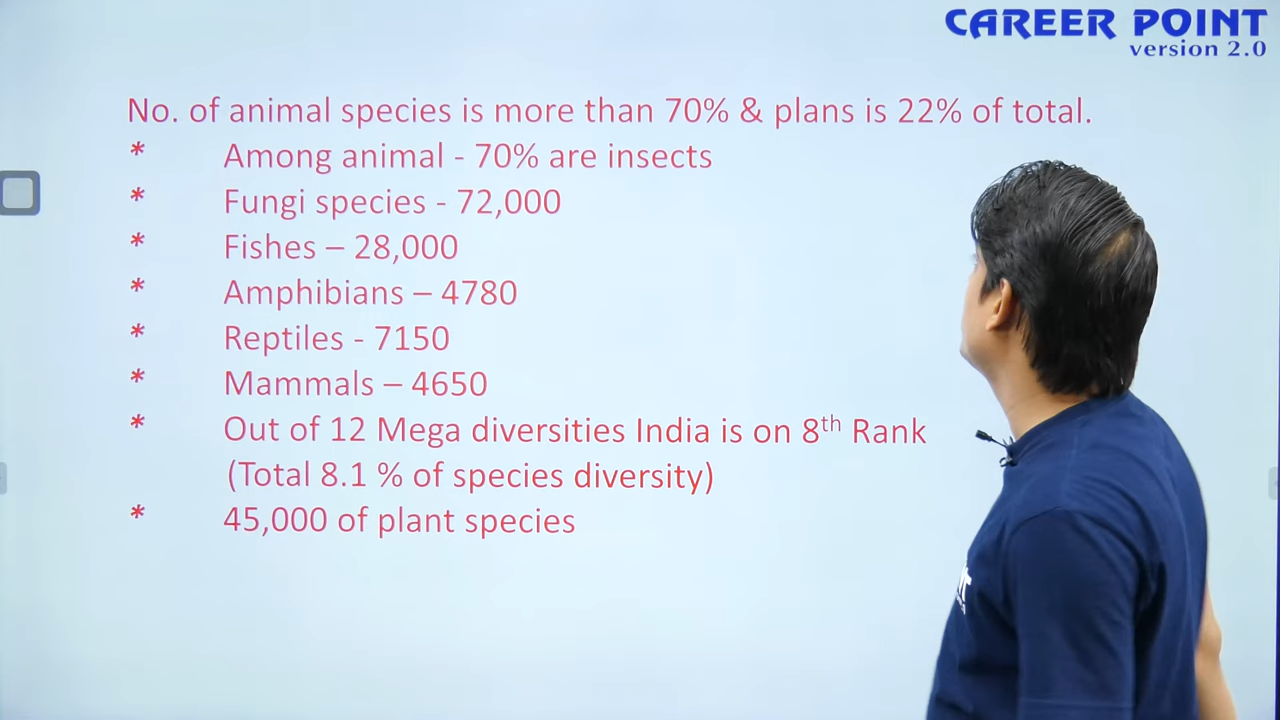 CAREER POINT
version 2.0
No. of animal species is more than 70% & plans is 22% of total.
* Among animal - 70% are insects
* Fungi species - 72,000
* Fishes – 28,000
* Amphibians – 4780
* Reptiles - 7150
* Mammals – 4650
* Out of 12 Mega diversities India is on 8th Rank
(Total 8.1 % of species diversity)
* 45,000 of plant species